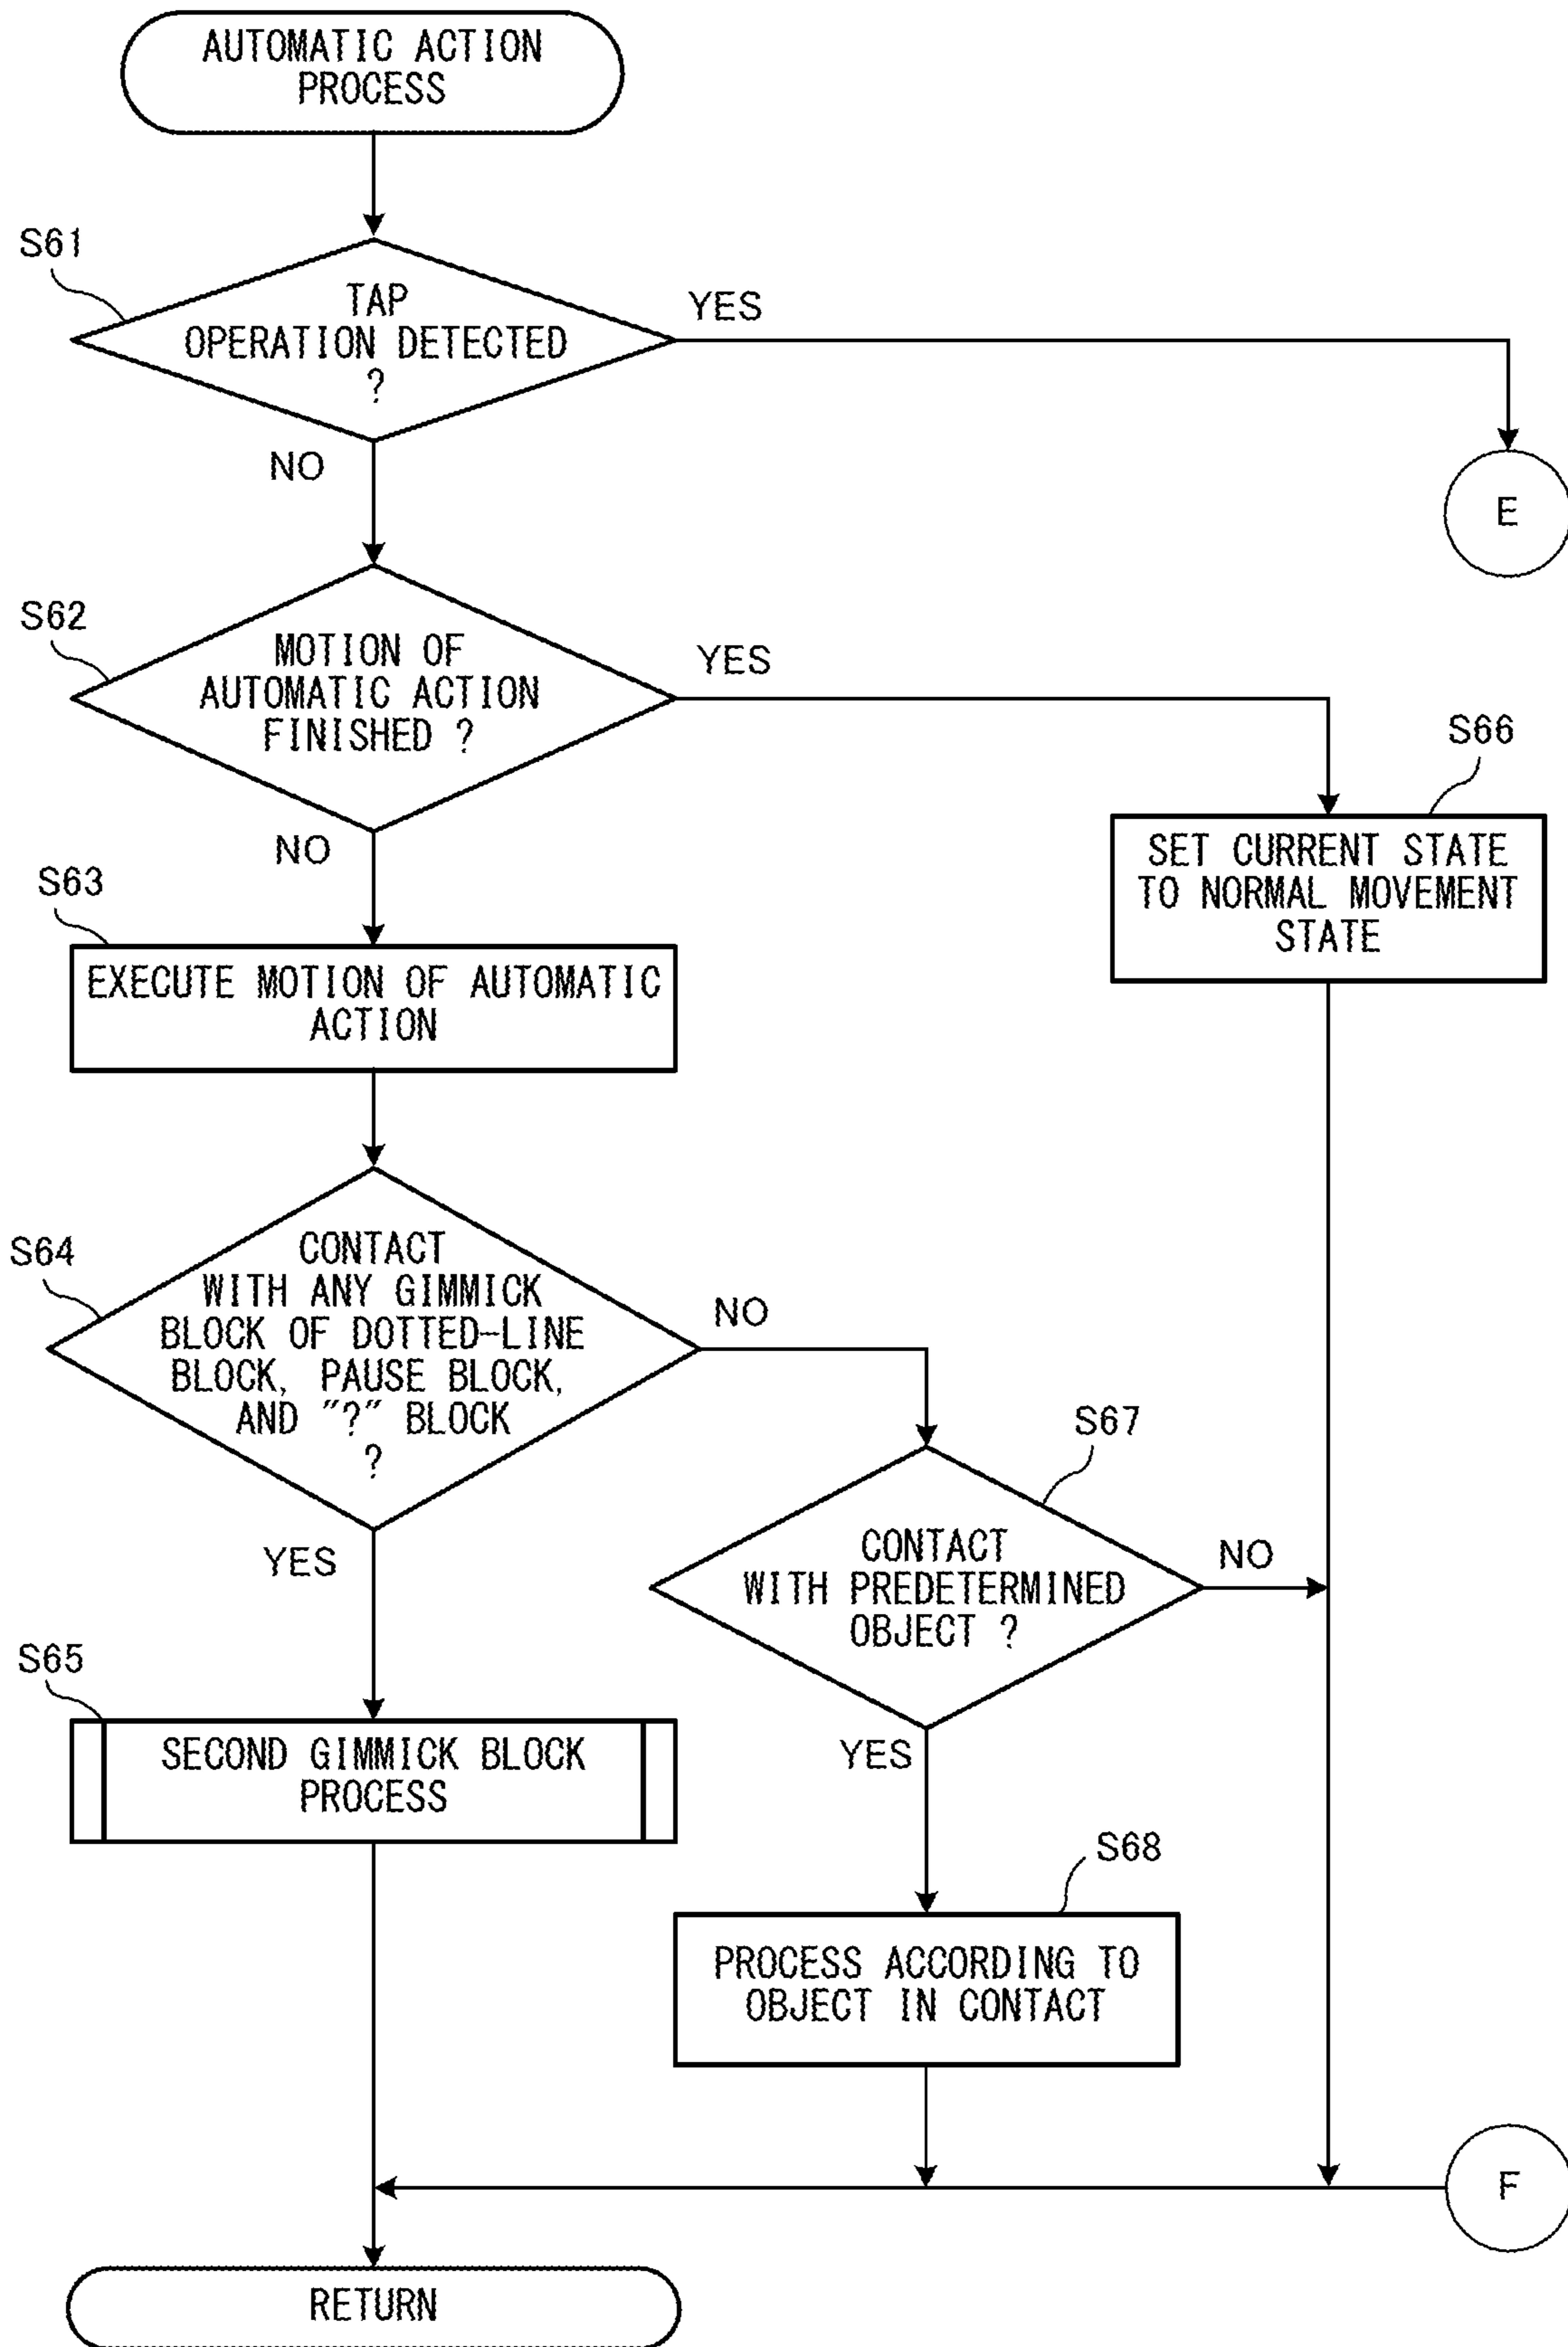 AUTOMATIC ACTION
PROCESS
S61
TAP
OPERATION DETECTED
?
YES
NO
E
S62
MOTION OF
AUTOMATIC ACTION
FINISHED ?
YES
NO
S66
SET CURRENT STATE
TO NORMAL MOVEMENT
STATE
S63
EXECUTE MOTION OF AUTOMATIC
ACTION
S64
CONTACT
WITH ANY GIMMICK
BLOCK OF DOTTED-LINE
BLOCK, PAUSE BLOCK,
AND "?" BLOCK
?
NO
YES
S67
CONTACT
WITH PREDETERMINED
OBJECT ?
NO
YES
S65
SECOND GIMMICK BLOCK
PROCESS
S68
PROCESS ACCORDING TO
OBJECT IN CONTACT
F
RETURN